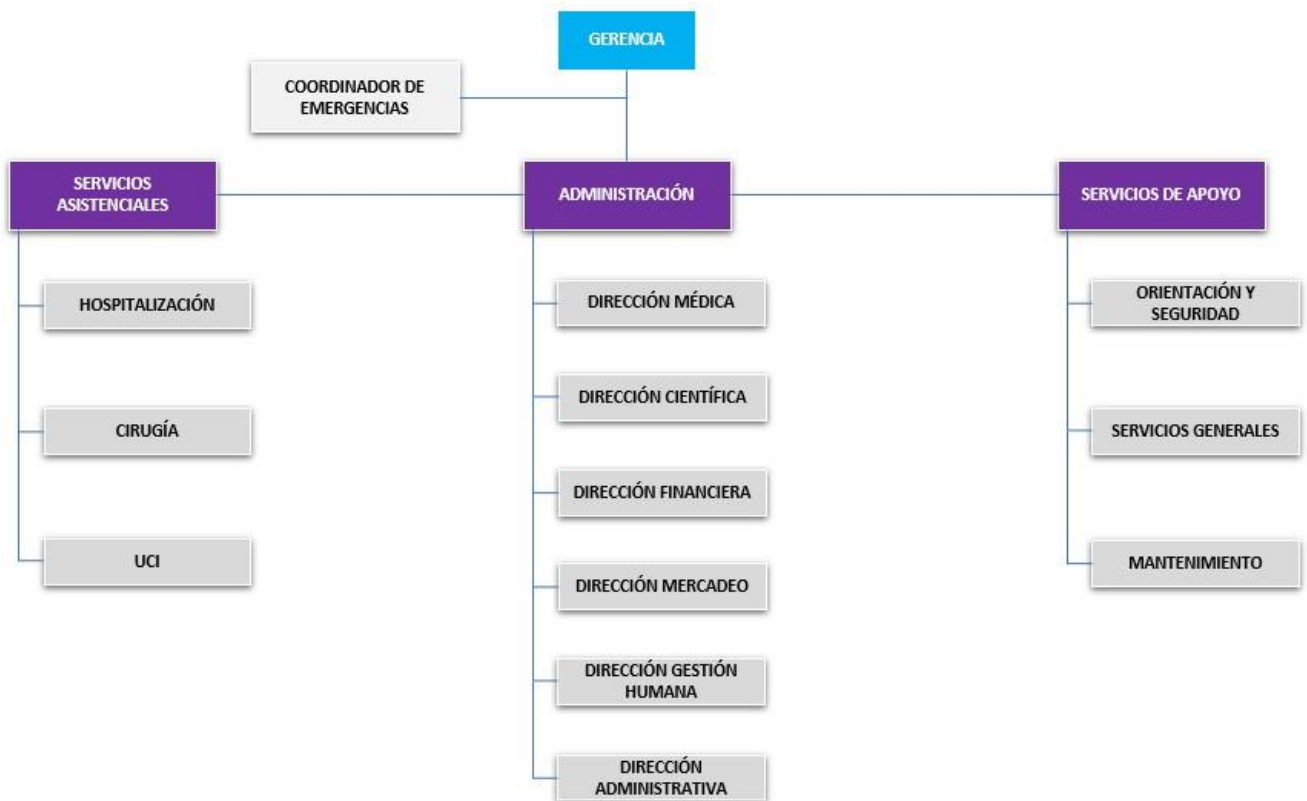 GERENCIA
COORDINADOR DE
EMERGENCIAS
SERVICIOS
ASISTENCIALES
ADMINISTRACIÓN
SERVICIOS DE APOYO
HOSPITALIZACIÓN
CIRUGÍA
UCI
DIRECCIÓN MÉDICA
DIRECCIÓN CIENTÍFICA
DIRECCIÓN FINANCIERA
DIRECCIÓN MERCADEO
DIRECCIÓN GESTIÓN
HUMANA
DIRECCIÓN
ADMINISTRATIVA
ORIENTACIÓN Y
SEGURIDAD
SERVICIOS GENERALES
MANTENIMIENTO